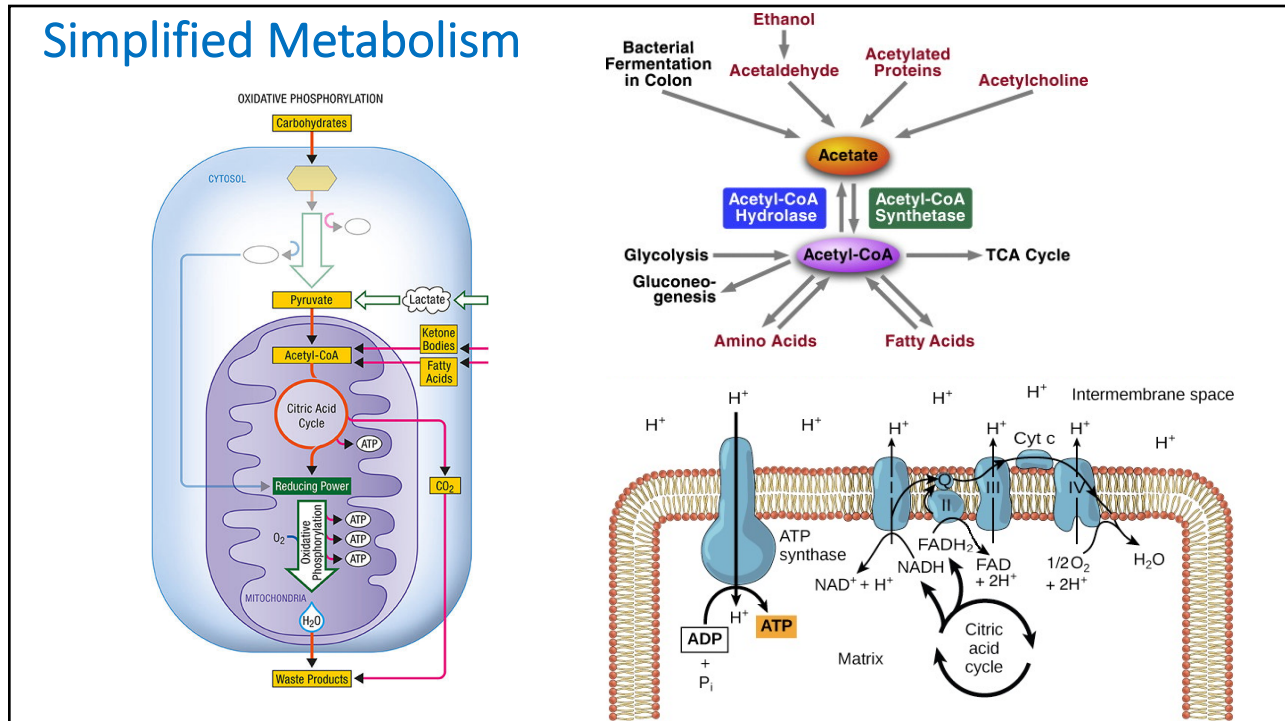 Simplified Metabolism
OXIDATIVE PHOSPHORYLATION
Carbohydrates
CYTOSOL
Pyruvate
Lactate
Acetyl-CoA
Ketone
Bodies
Fatty
Acids
Citric Acid
Cycle
ATP
Reducing Power
CO₂
O₂
Oxidative
Phosphorylation
ATP
ATP
ATP
MITOCHONDRIA
H₂O
Waste Products
Ethanol
Bacterial
Fermentation
in Colon
Acetaldehyde
Acetylated
Proteins
Acetylcholine
Acetate
Acetyl-CoA
Hydrolase
Acetyl-CoA
Synthetase
Glycolysis
Acetyl-CoA
TCA Cycle
Gluconeo-
genesis
Amino Acids
Fatty Acids
H⁺
H⁺
H⁺
H⁺
H⁺
Intermembrane space
H⁺
H⁺
Cyt c
H⁺
H⁺
I
Q
II
III
IV
ATP
synthase
FADH₂
NADH
NAD⁺ + H⁺
FAD
+ 2H⁺
1/2 O₂
+ 2H⁺
H₂O
H⁺
ADP
+
Pᵢ
ATP
Matrix
Citric
acid
cycle